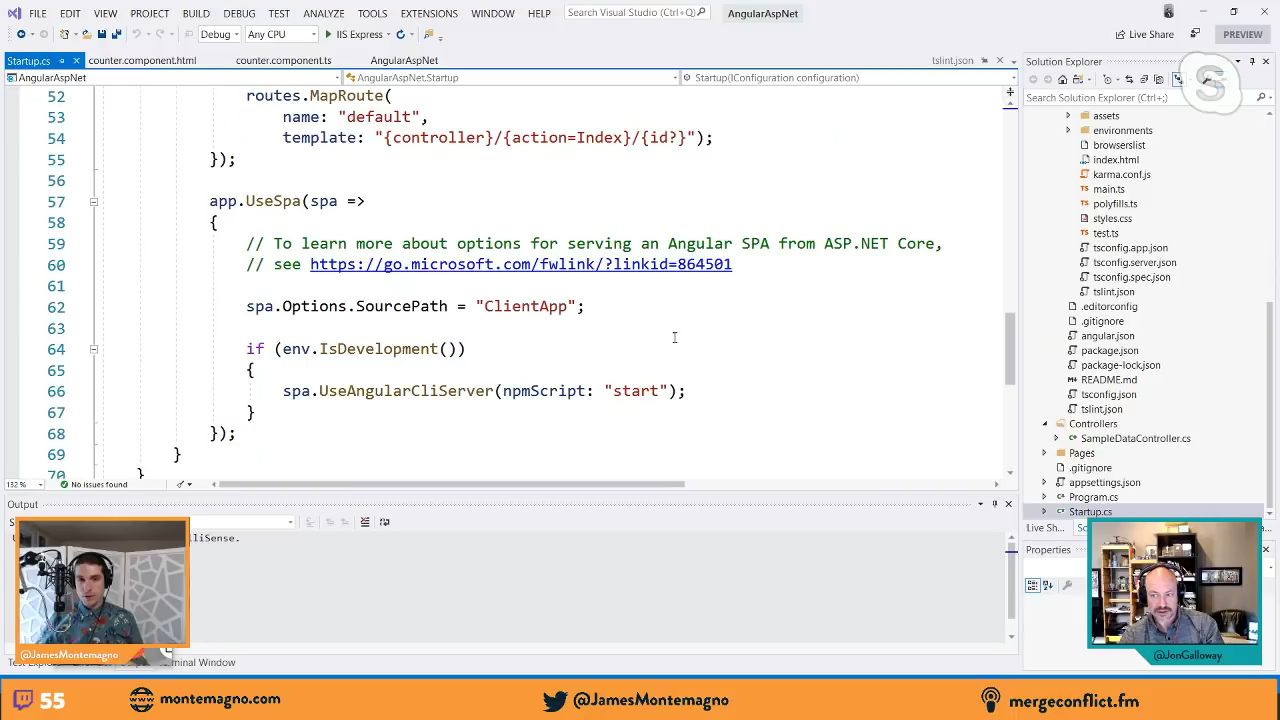 FILE EDIT VIEW PROJECT BUILD DEBUG TEST ANALYZE TOOLS EXTENSIONS WINDOW HELP Search Visual Studio (Ctrl+Q) AngularAspNet
Debug Any CPU IIS Express Live Share PREVIEW
Startup.cs counter.component.html counter.component.ts AngularAspNet tslint.json
AngularAspNet AngularAspNet.Startup Startup(IConfiguration configuration)
52 routes.MapRoute(
53 name: "default",
54 template: "{controller}/{action=Index}/{id?}");
55 });
56
57 app.UseSpa(spa =>
58 {
59 // To learn more about options for serving an Angular SPA from ASP.NET Core,
60 // see https://go.microsoft.com/fwlink/?linkid=864501
61
62 spa.Options.SourcePath = "ClientApp";
63
64 if (env.IsDevelopment())
65 {
66 spa.UseAngularCliServer(npmScript: "start");
67 }
68 });
69 }
70 }
132 % No issues found
Output
liSense.
Solution Explorer
Search Solution Explorer (Ctrl+;)
assets
environments
browserslist
index.html
karma.conf.js
main.ts
polyfills.ts
styles.css
test.ts
tsconfig.app.json
tsconfig.server.json
tsconfig.spec.json
tslint.json
.editorconfig
.gitignore
angular.json
package.json
package-lock.json
README.md
tsconfig.json
tslint.json
Controllers
SampleDataController.cs
Pages
.gitignore
appsettings.json
Program.cs
Startup.cs
Live Sh...
Properties
@JamesMontemagno
@JonGalloway
55 montemagno.com @JamesMontemagno mergeconflict.fm